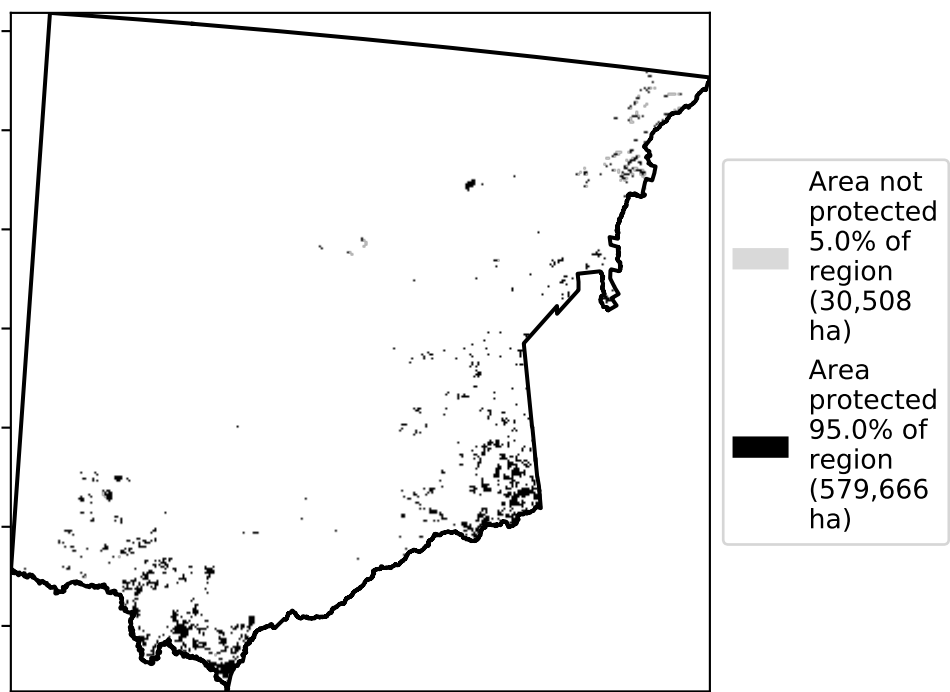 Area not
protected
5.0% of
region
(30,508
ha)
Area
protected
95.0% of
region
(579,666
ha)